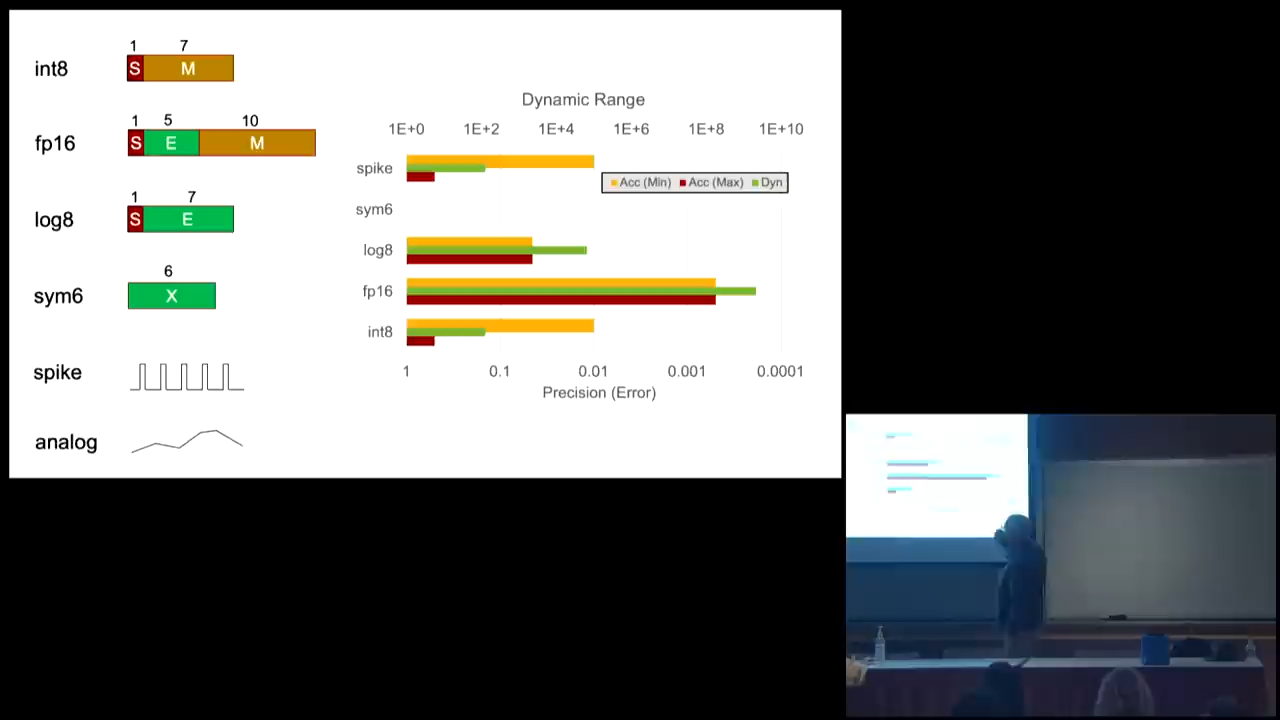 int8
1 7
S M
fp16
1 5 10
S E M
log8
1 7
S E
sym6
6
X
spike
analog
Dynamic Range
1E+0 1E+2 1E+4 1E+6 1E+8 1E+10
spike
Acc (Min) Acc (Max) Dyn
sym6
log8
fp16
int8
1 0.1 0.01 0.001 0.0001
Precision (Error)